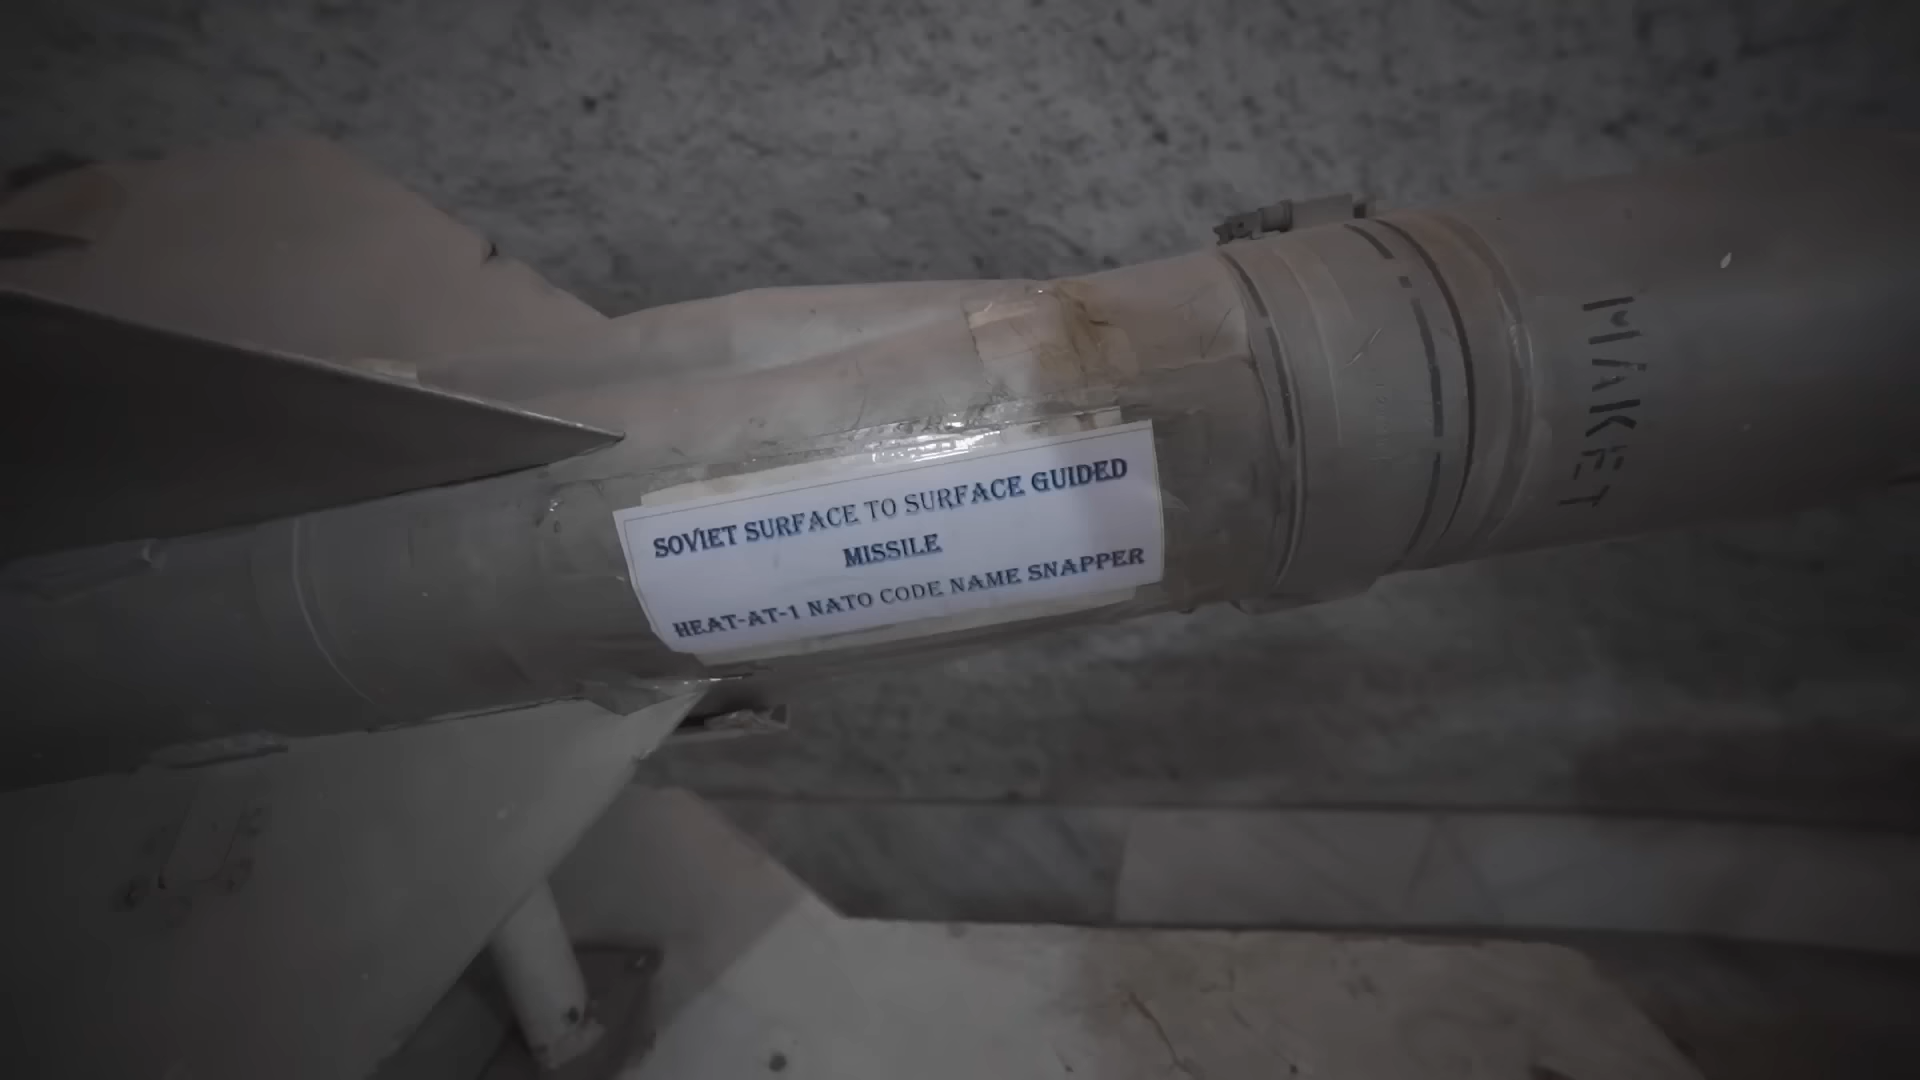 SOVIET SURFACE TO SURFACE GUIDED
MISSILE
HEAT-AT-1 NATO CODE NAME SNAPPER
МАКЕТ